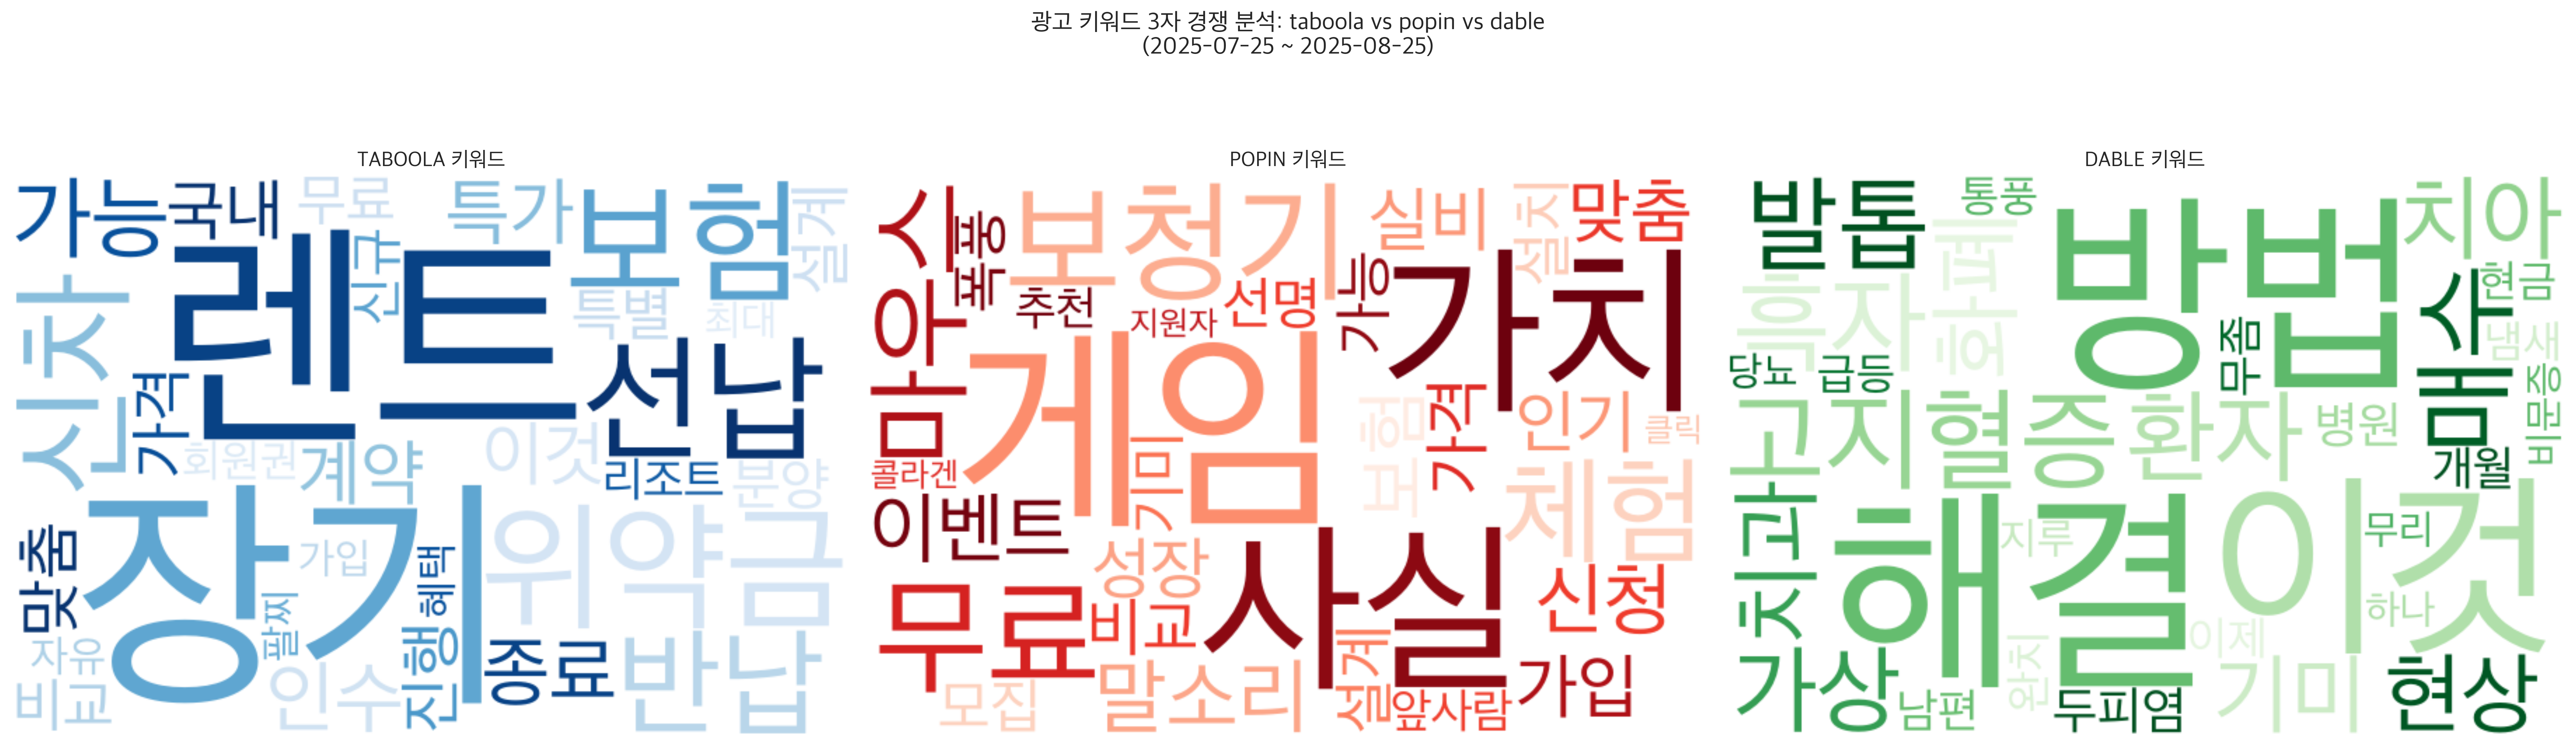 광고 키워드 3자 경쟁 분석: taboola vs popin vs dable
(2025-07-25 ~ 2025-08-25)
TABOOLA 키워드
가능
국내
무료
특가
보험
설계
신차
렌트
신규
특별
최대
선납
가격
회원권
계약
이것
리조트
분양
맞춤
장기
가입
혜택
위약금
자유
팔찌
비교
인수
진행
종료
반납
POPIN 키워드
마우스
폭풍
보청기
실비
설치
맞춤
추천
지원자
선명
가능
가치
게임
콜라겐
기미
보험
가격
인기
클릭
이벤트
체험
성장
무료
비교
사실
신청
모집
말소리
설계
앞사람
가입
DABLE 키워드
발톱
통풍
방법
치아
흑자
화폐
현금
매수
냄새
당뇨
급등
무좀
비문증
고지혈증
환자
병원
개월
치과
해결
지루
이것
무리
하나
가상
남편
완치
두피염
이제
기미
현상